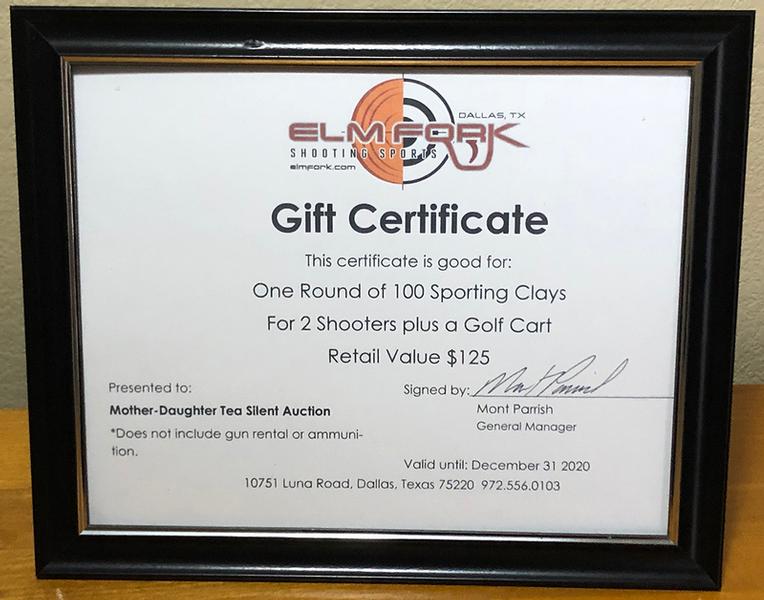 DALLAS, TX
ELM FORK
SHOOTING SPORTS
elmfork.com
Gift Certificate
This certificate is good for:
One Round of 100 Sporting Clays
For 2 Shooters plus a Golf Cart
Retail Value $125
Presented to:
Signed by: Mont Parrish
Mother-Daughter Tea Silent Auction
Mont Parrish
General Manager
*Does not include gun rental or ammuni-
tion.
Valid until: December 31 2020
10751 Luna Road, Dallas, Texas 75220 972.556.0103